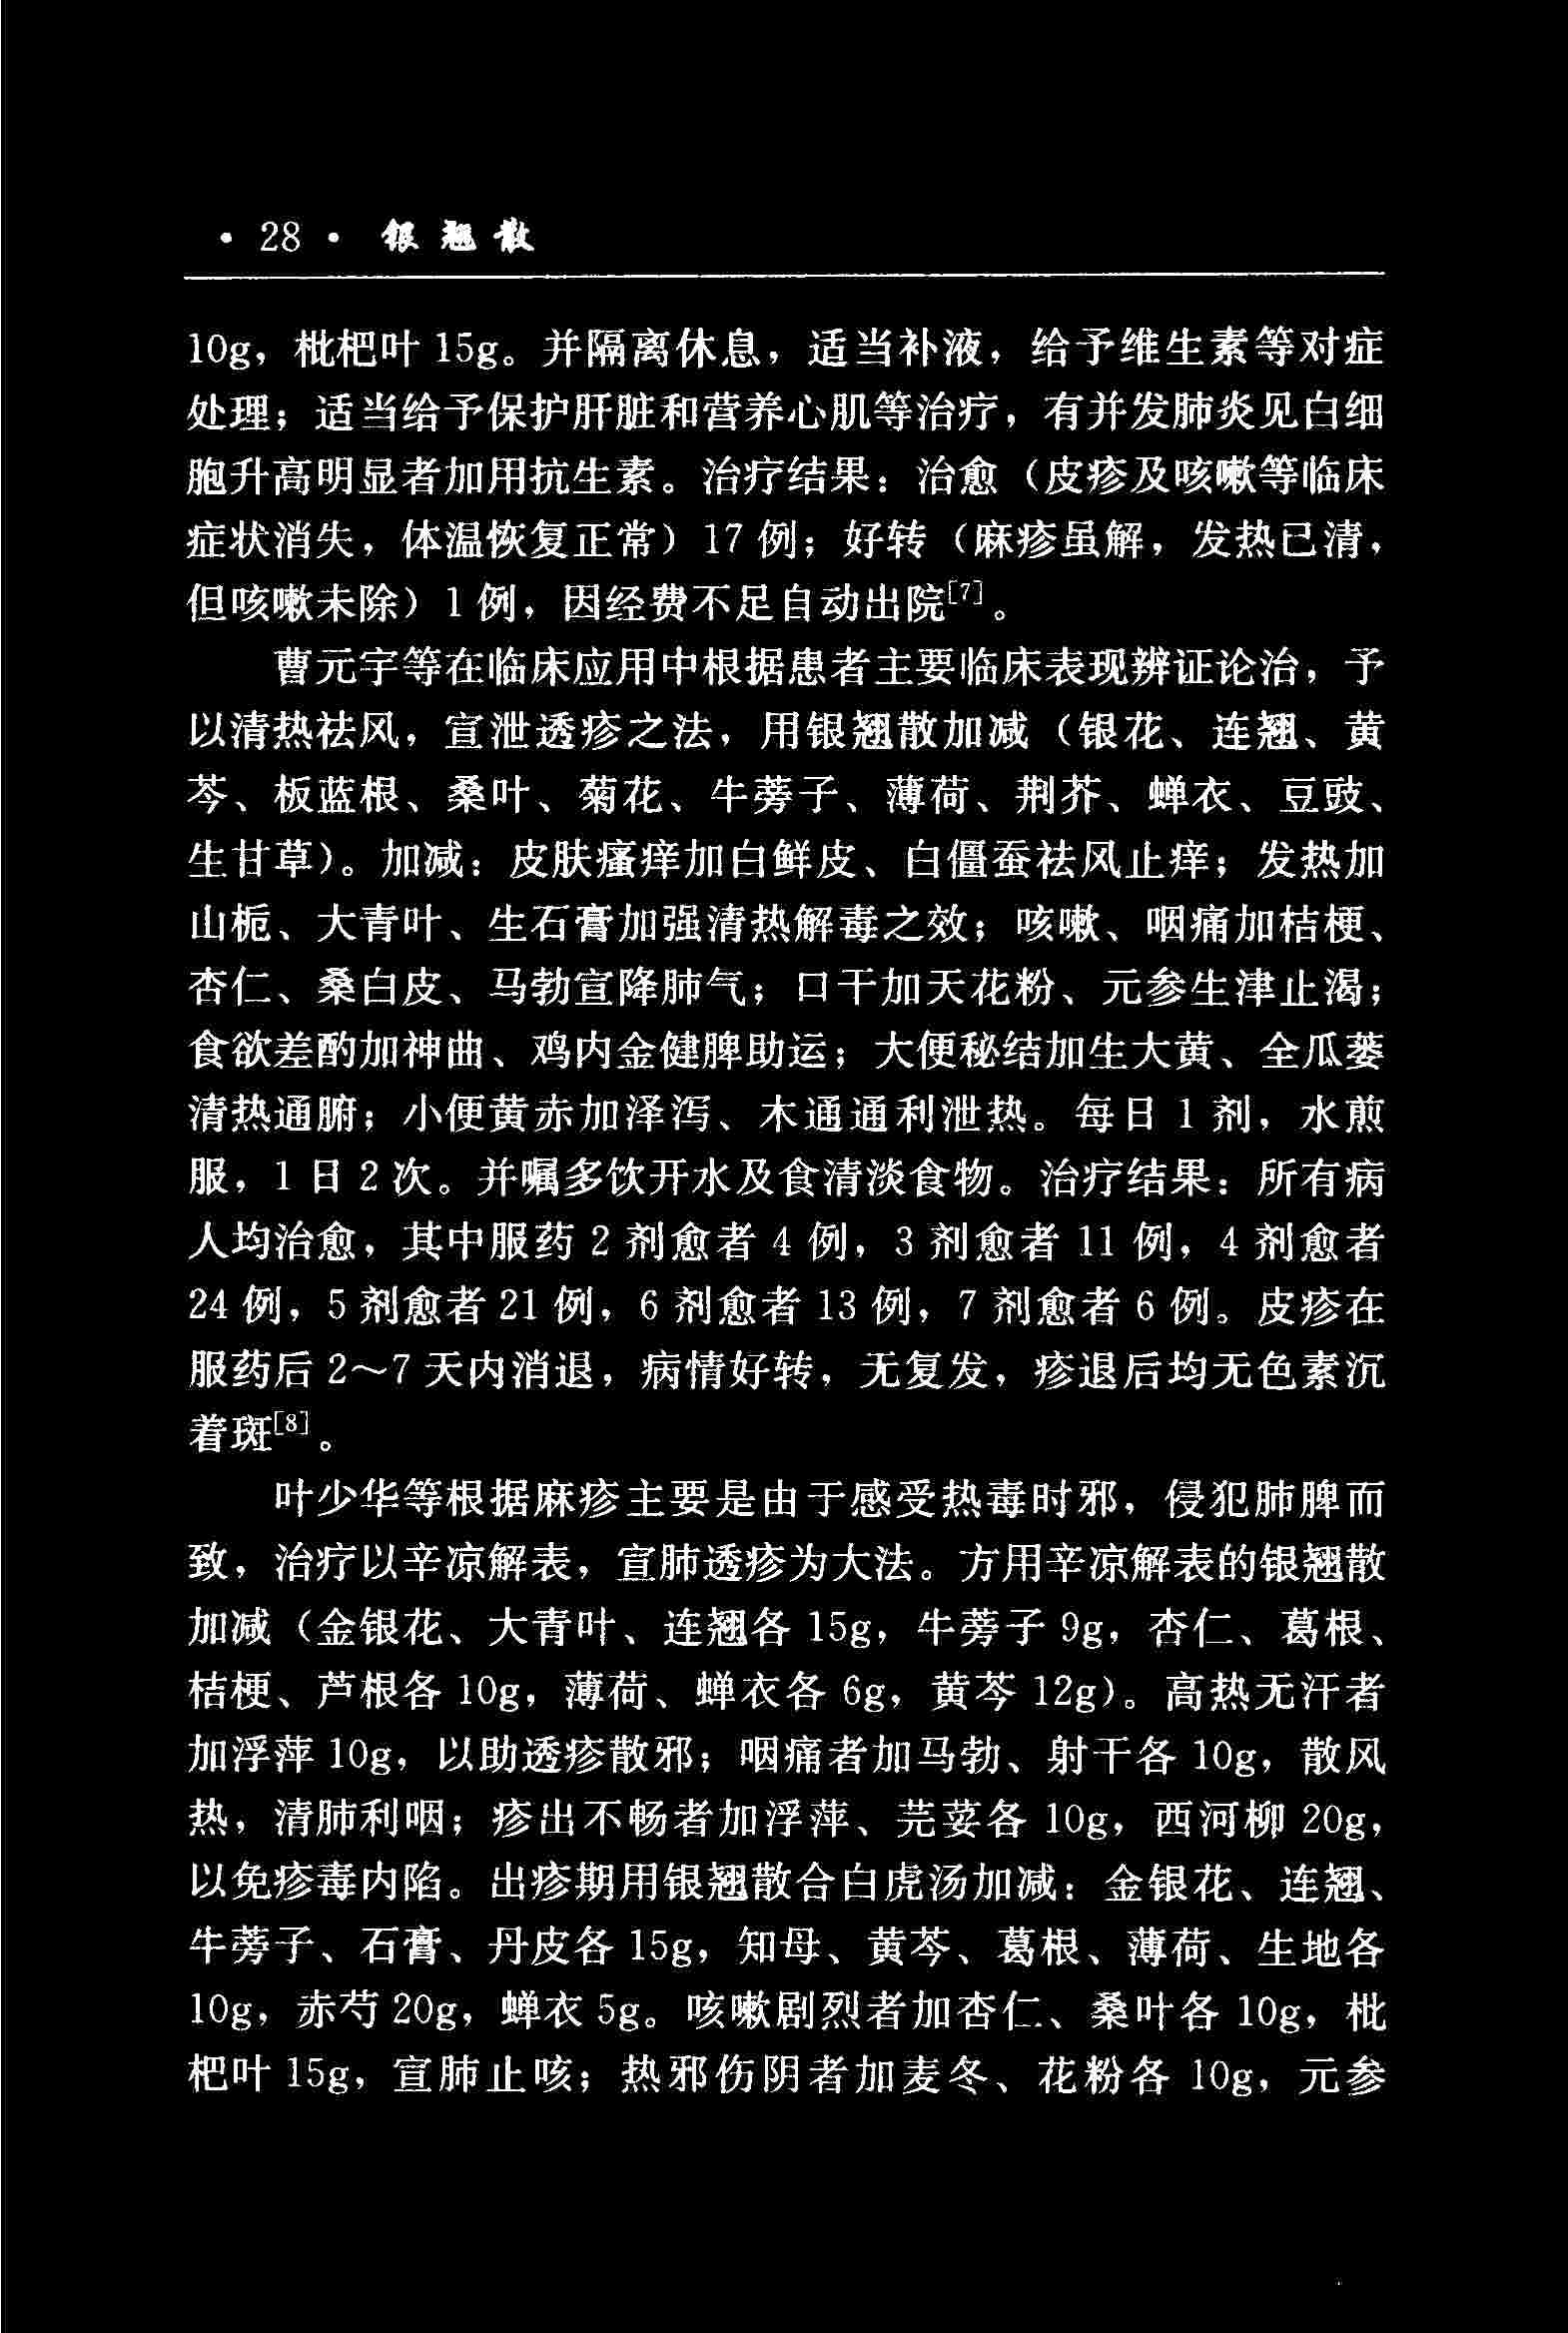 · 28 · 银翘散
10g，枇杷叶 15g。并隔离休息，适当补液，给予维生素等对症
处理；适当给予保护肝脏和营养心肌等治疗，有并发肺炎见白细
胞升高明显者加用抗生素。治疗结果：治愈（皮疹及咳嗽等临床
症状消失，体温恢复正常）17 例；好转（麻疹虽解，发热已清，
但咳嗽未除）1 例，因经费不足自动出院[7]。
曹元宇等在临床应用中根据患者主要临床表现辨证论治，予
以清热祛风，宣泄透疹之法，用银翘散加减（银花、连翘、黄
芩、板蓝根、桑叶、菊花、牛蒡子、薄荷、荆芥、蝉衣、豆豉、
生甘草）。加减：皮肤瘙痒加白鲜皮、白僵蚕祛风止痒；发热加
山栀、大青叶、生石膏加强清热解毒之效；咳嗽、咽痛加桔梗、
杏仁、桑白皮、马勃宣降肺气；口干加天花粉、元参生津止渴；
食欲差酌加神曲、鸡内金健脾助运；大便秘结加生大黄、全瓜蒌
清热通腑；小便黄赤加泽泻、木通通利泄热。每日 1 剂，水煎
服，1 日 2 次。并嘱多饮开水及食清淡食物。治疗结果：所有病
人均治愈，其中服药 2 剂愈者 4 例，3 剂愈者 11 例，4 剂愈者
24 例，5 剂愈者 21 例，6 剂愈者 13 例，7 剂愈者 6 例。皮疹在
服药后 2～7 天内消退，病情好转，无复发，疹退后均无色素沉
着斑[8]。
叶少华等根据麻疹主要是由于感受热毒时邪，侵犯肺脾而
致，治疗以辛凉解表，宣肺透疹为大法。方用辛凉解表的银翘散
加减（金银花、大青叶、连翘各 15g，牛蒡子 9g，杏仁、葛根、
桔梗、芦根各 10g，薄荷、蝉衣各 6g，黄芩 12g）。高热无汗者
加浮萍 10g，以助透疹散邪；咽痛者加马勃、射干各 10g，散风
热，清肺利咽；疹出不畅者加浮萍、芫荽各 10g，西河柳 20g，
以免疹毒内陷。出疹期用银翘散合白虎汤加减：金银花、连翘、
牛蒡子、石膏、丹皮各 15g，知母、黄芩、葛根、薄荷、生地各
10g，赤芍 20g，蝉衣 5g。咳嗽剧烈者加杏仁、桑叶各 10g，枇
杷叶 15g，宣肺止咳；热邪伤阴者加麦冬、花粉各 10g，元参